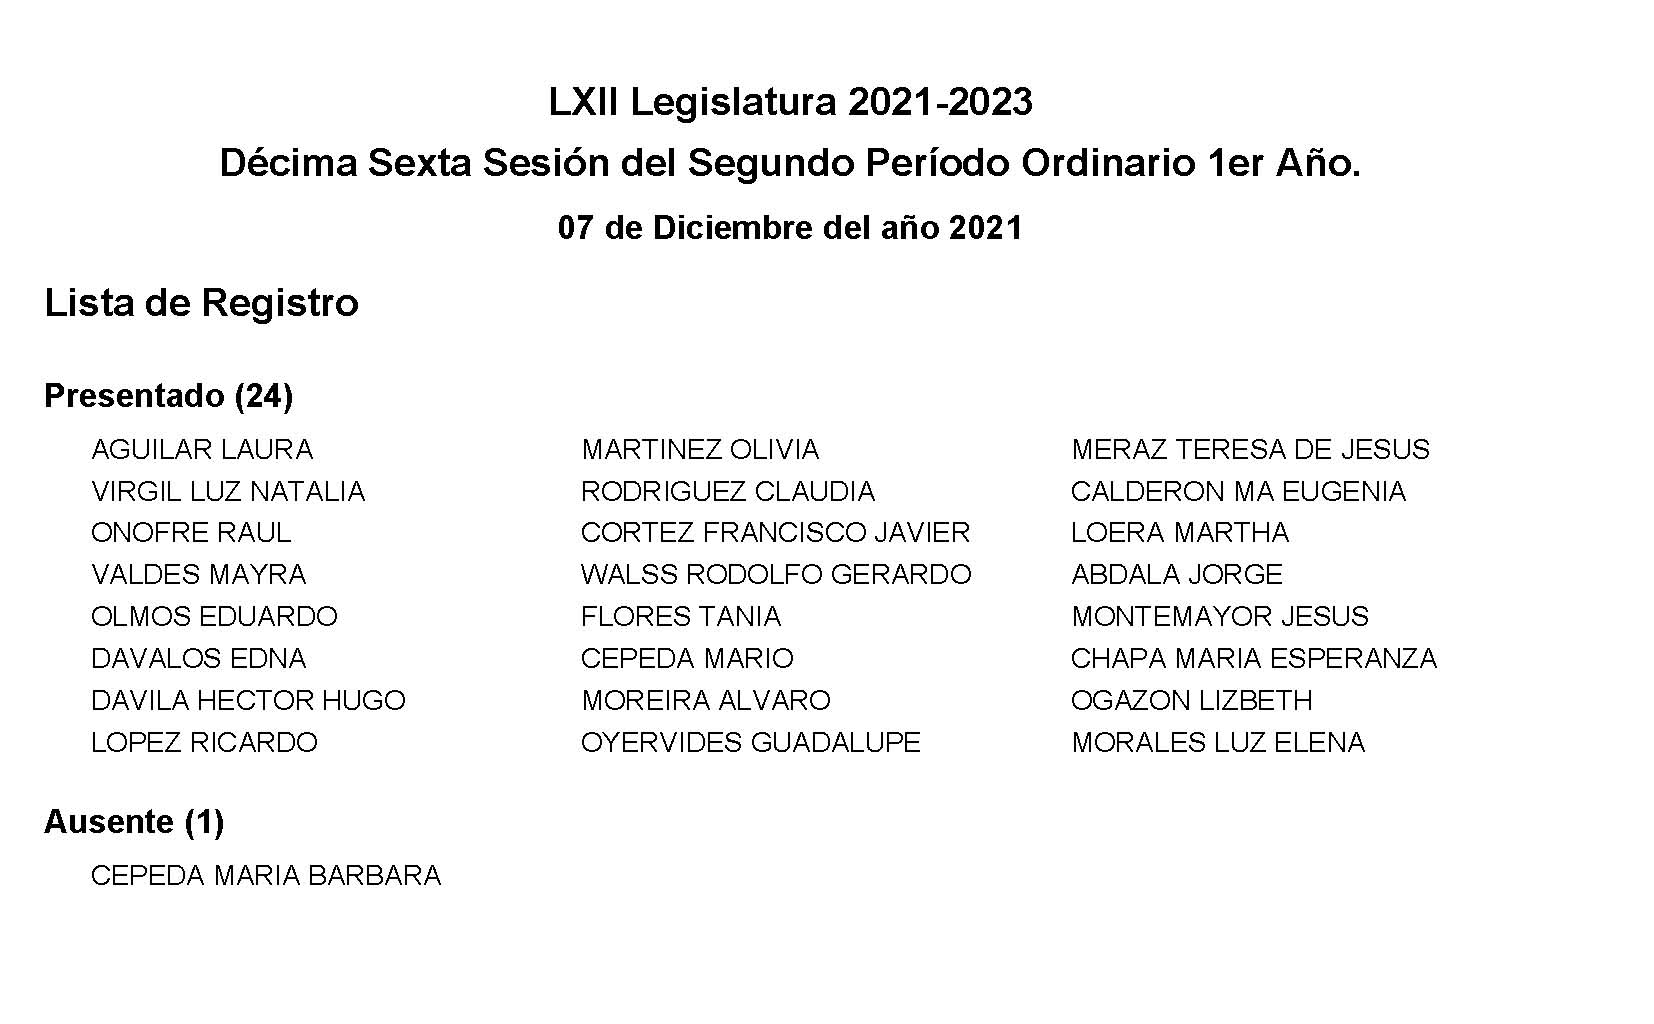 LXII Legislatura 2021-2023
Décima Sexta Sesión del Segundo Período Ordinario 1er Año.
07 de Diciembre del año 2021
Lista de Registro
Presentado (24)
AGUILAR LAURA MARTINEZ OLIVIA MERAZ TERESA DE JESUS
VIRGIL LUZ NATALIA RODRIGUEZ CLAUDIA CALDERON MA EUGENIA
ONOFRE RAUL CORTEZ FRANCISCO JAVIER LOERA MARTHA
VALDES MAYRA WALSS RODOLFO GERARDO ABDALA JORGE
OLMOS EDUARDO FLORES TANIA MONTEMAYOR JESUS
DAVALOS EDNA CEPEDA MARIO CHAPA MARIA ESPERANZA
DAVILA HECTOR HUGO MOREIRA ALVARO OGAZON LIZBETH
LOPEZ RICARDO OYERVIDES GUADALUPE MORALES LUZ ELENA
Ausente (1)
CEPEDA MARIA BARBARA